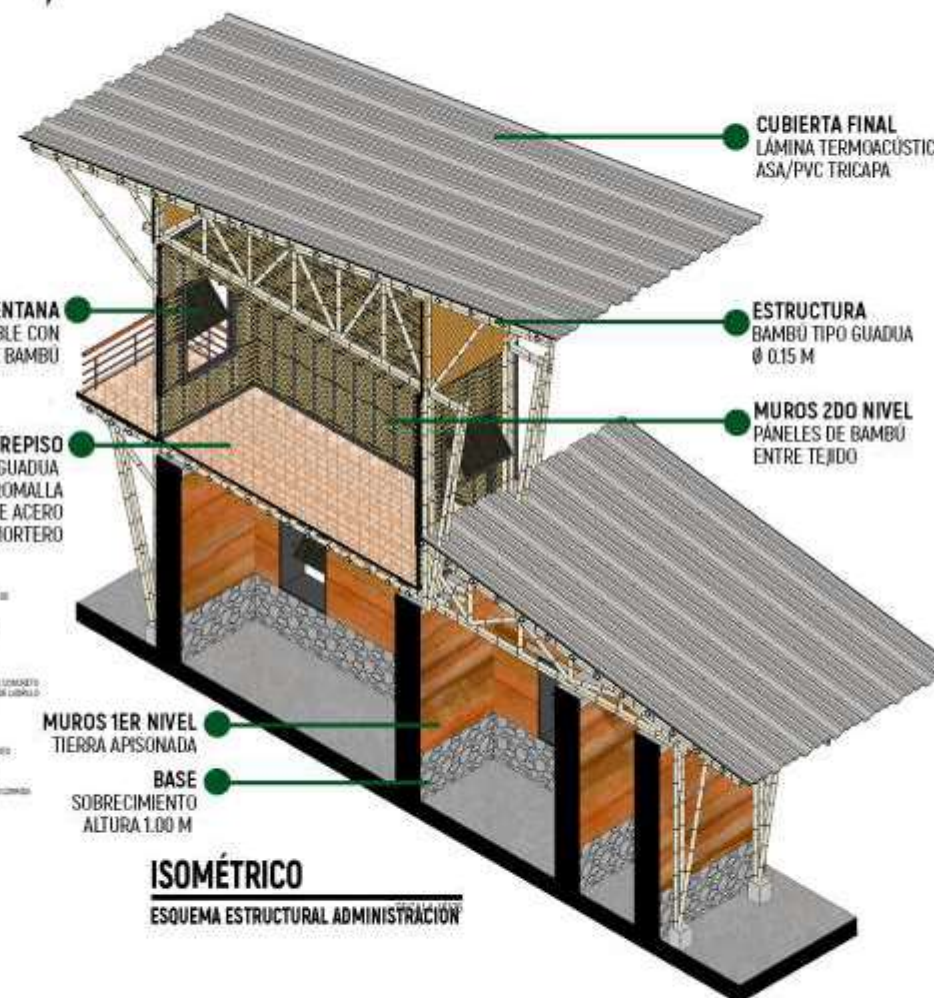 CUBIERTA FINAL
LÁMINA TERMOACÚSTIC
ASA/PVC TRICAPA
ENTANA
BLE CON
BAMBÚ
ESTRUCTURA
BAMBÚ TIPO GUADUA
Ø 0.15 M
MUROS 2DO NIVEL
PÁNELES DE BAMBÚ
ENTRE TEJIDO
REPISO
GUADUA
ROMALLA
E ACERO
MORTERO
MUROS 1ER NIVEL
TIERRA APISONADA
BASE
SOBRECIMIENTO
ALTURA 1.00 M
ISOMÉTRICO
ESQUEMA ESTRUCTURAL ADMINISTRACIÓN